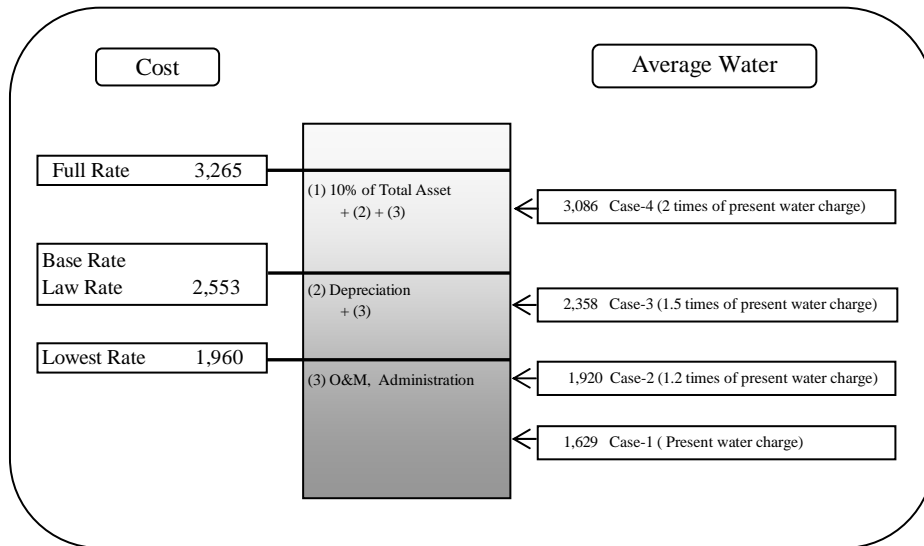 Cost
Average Water
Full Rate 3,265
(1) 10% of Total Asset
+ (2) + (3)
3,086 Case-4 (2 times of present water charge)
Base Rate
Law Rate 2,553
(2) Depreciation
+ (3)
2,358 Case-3 (1.5 times of present water charge)
Lowest Rate 1,960
(3) O&M, Administration
1,920 Case-2 (1.2 times of present water charge)
1,629 Case-1 ( Present water charge)